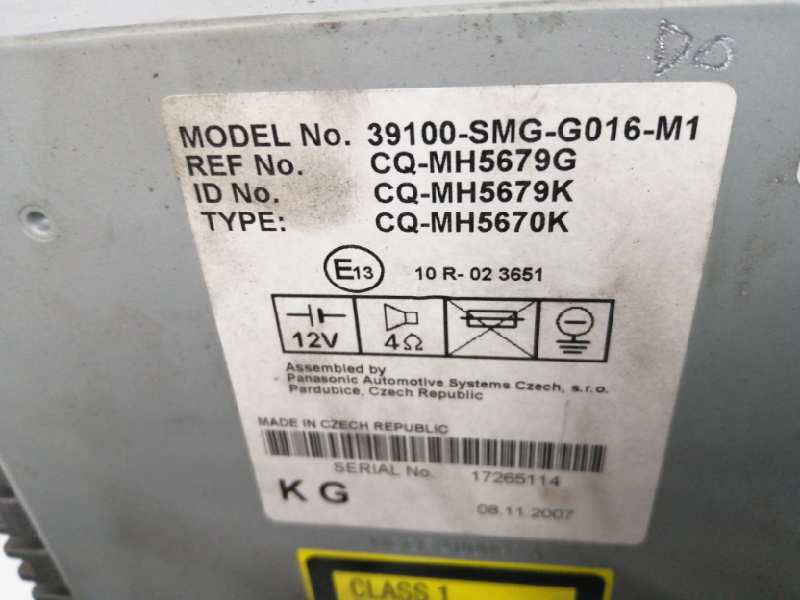 DO
MODEL No. 39100-SMG-G016-M1
REF No. CQ-MH5679G
ID No. CQ-MH5679K
TYPE: CQ-MH5670K
E13 10 R- 02 3651
12V 4Ω
Assembled by
Panasonic Automotive Systems Czech, s.r.o.
Pardubice, Czech Republic
MADE IN CZECH REPUBLIC
SERIAL No. 17265114
KG 08.11.2007
CLASS 1